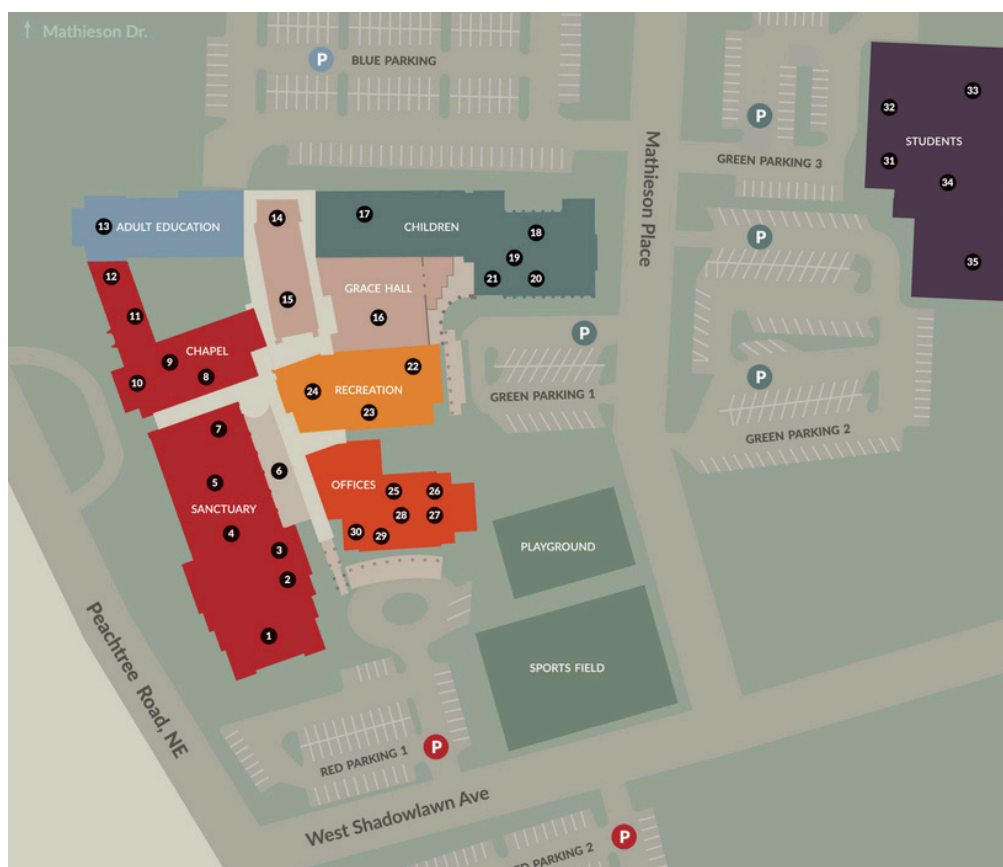 ↑ Mathieson Dr.
P BLUE PARKING
P
GREEN PARKING 3
33
32
STUDENTS
31
34
35
Mathieson Place
P
P
GREEN PARKING 2
13 ADULT EDUCATION
14
17
CHILDREN
18
19
21
20
12
11
15
GRACE HALL
16
P
GREEN PARKING 1
CHAPEL
9
8
10
22
RECREATION
24
23
7
6
5
SANCTUARY
4
3
2
1
OFFICES
25
26
28
27
30
29
PLAYGROUND
SPORTS FIELD
Peachtree Road, NE
RED PARKING 1
P
West Shadowlawn Ave
P
RED PARKING 2